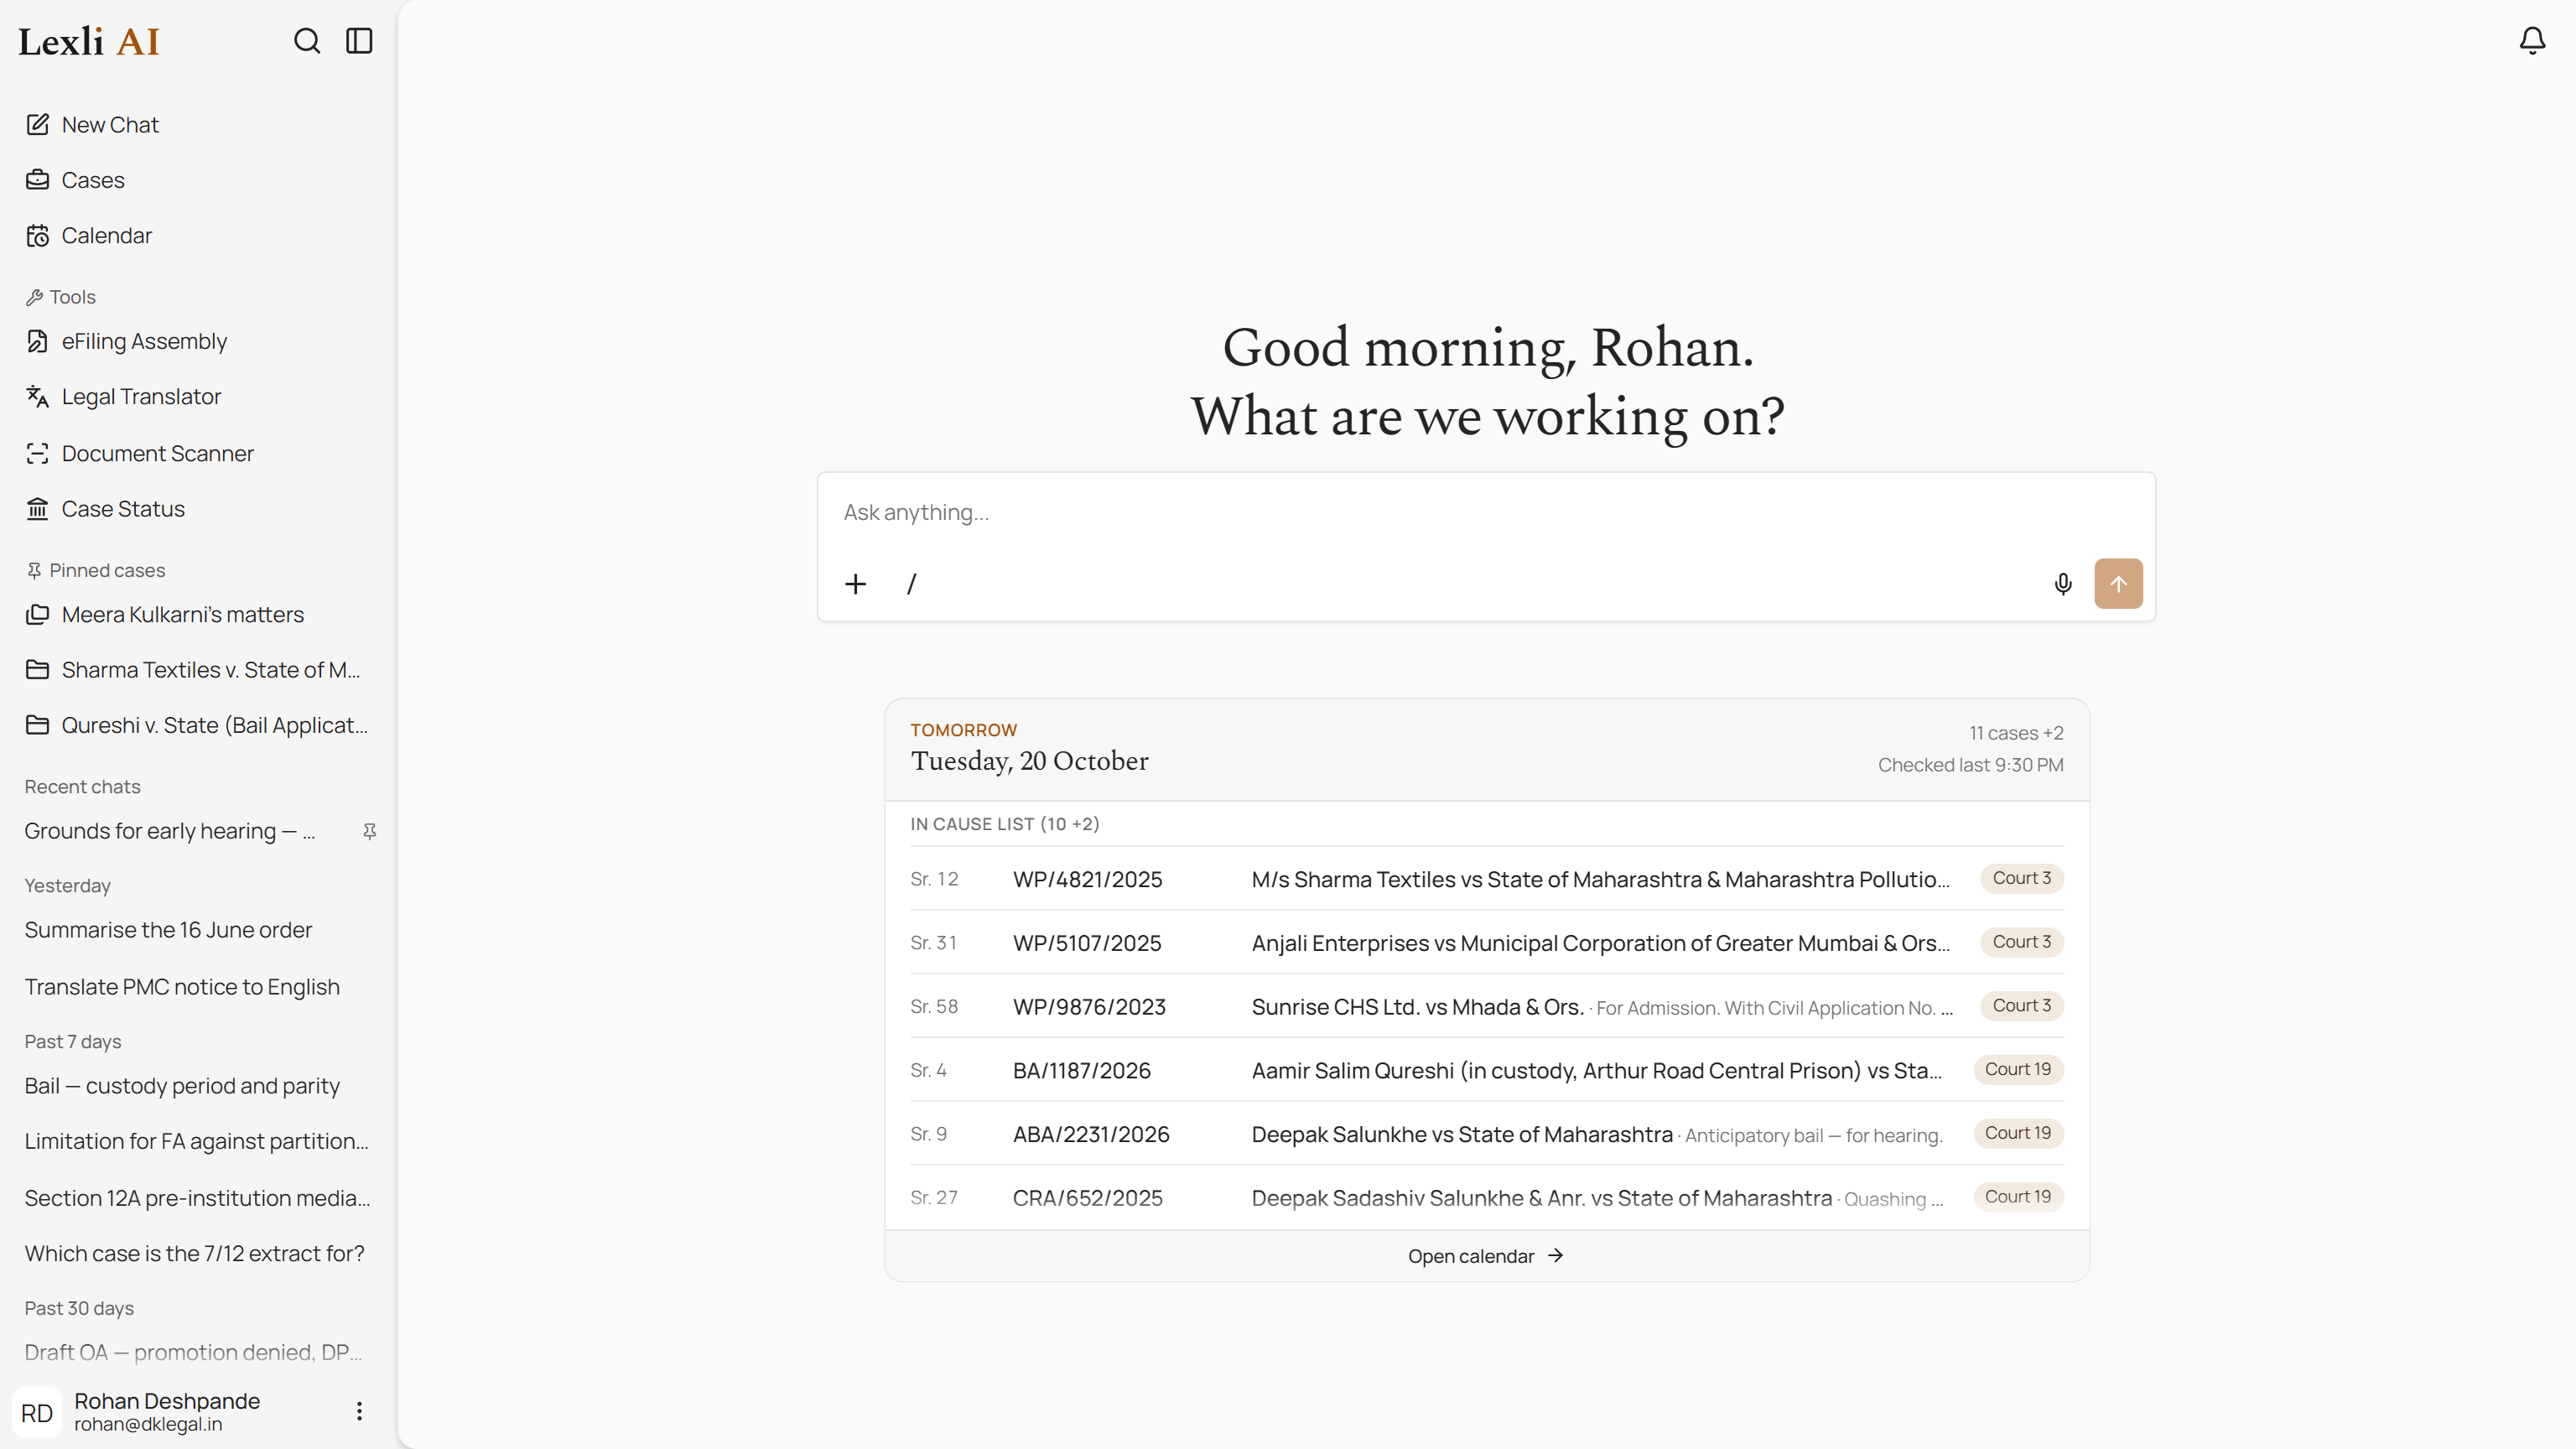 Lexli AI
New Chat
Cases
Calendar
Tools
eFiling Assembly
Legal Translator
Document Scanner
Case Status
Pinned cases
Meera Kulkarni's matters
Sharma Textiles v. State of M...
Qureshi v. State (Bail Applicat...
Recent chats
Grounds for early hearing — ...
Yesterday
Summarise the 16 June order
Translate PMC notice to English
Past 7 days
Bail — custody period and parity
Limitation for FA against partition...
Section 12A pre-institution media...
Which case is the 7/12 extract for?
Past 30 days
Draft OA — promotion denied, DP...
RD
Rohan Deshpande
rohan@dklegal.in
Good morning, Rohan.
What are we working on?
Ask anything...
/
TOMORROW
Tuesday, 20 October
11 cases +2
Checked last 9:30 PM
IN CAUSE LIST (10 +2)
Sr. 12 WP/4821/2025 M/s Sharma Textiles vs State of Maharashtra & Maharashtra Pollutio... Court 3
Sr. 31 WP/5107/2025 Anjali Enterprises vs Municipal Corporation of Greater Mumbai & Ors... Court 3
Sr. 58 WP/9876/2023 Sunrise CHS Ltd. vs Mhada & Ors. · For Admission. With Civil Application No. ... Court 3
Sr. 4 BA/1187/2026 Aamir Salim Qureshi (in custody, Arthur Road Central Prison) vs Sta... Court 19
Sr. 9 ABA/2231/2026 Deepak Salunkhe vs State of Maharashtra · Anticipatory bail — for hearing. Court 19
Sr. 27 CRA/652/2025 Deepak Sadashiv Salunkhe & Anr. vs State of Maharashtra · Quashing ... Court 19
Open calendar →